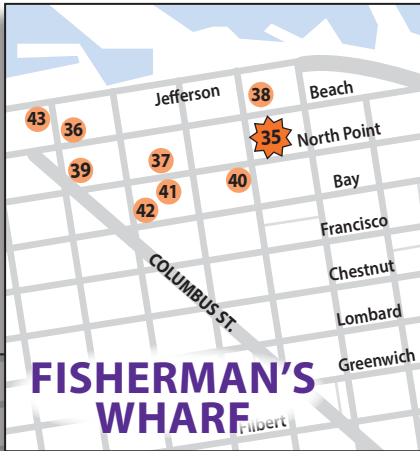 Jefferson
38
Beach
43
36
35
North Point
39
37
41
40
Bay
42
Francisco
COLUMBUS ST.
Chestnut
Lombard
Greenwich
FISHERMAN'S
WHARF
Filbert